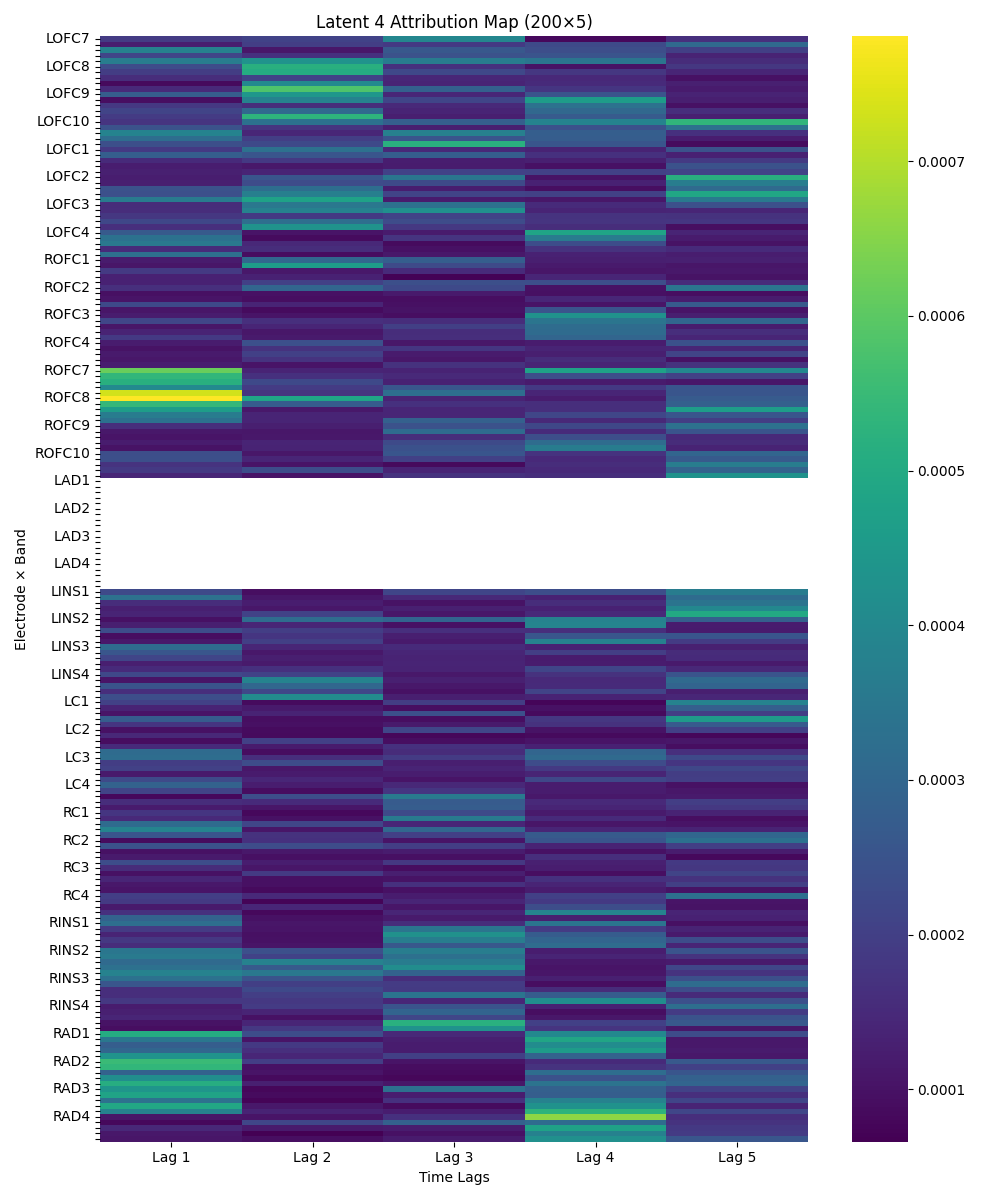 Latent 4 Attribution Map (200×5)
LOFC7
LOFC8
LOFC9
LOFC10
LOFC1
LOFC2
LOFC3
LOFC4
ROFC1
ROFC2
ROFC3
ROFC4
ROFC7
ROFC8
ROFC9
ROFC10
LAD1
LAD2
LAD3
LAD4
LINS1
LINS2
LINS3
LINS4
LC1
LC2
LC3
LC4
RC1
RC2
RC3
RC4
RINS1
RINS2
RINS3
RINS4
RAD1
RAD2
RAD3
RAD4
Electrode × Band
Lag 1 Lag 2 Lag 3 Lag 4 Lag 5
Time Lags
0.0007
0.0006
0.0005
0.0004
0.0003
0.0002
0.0001